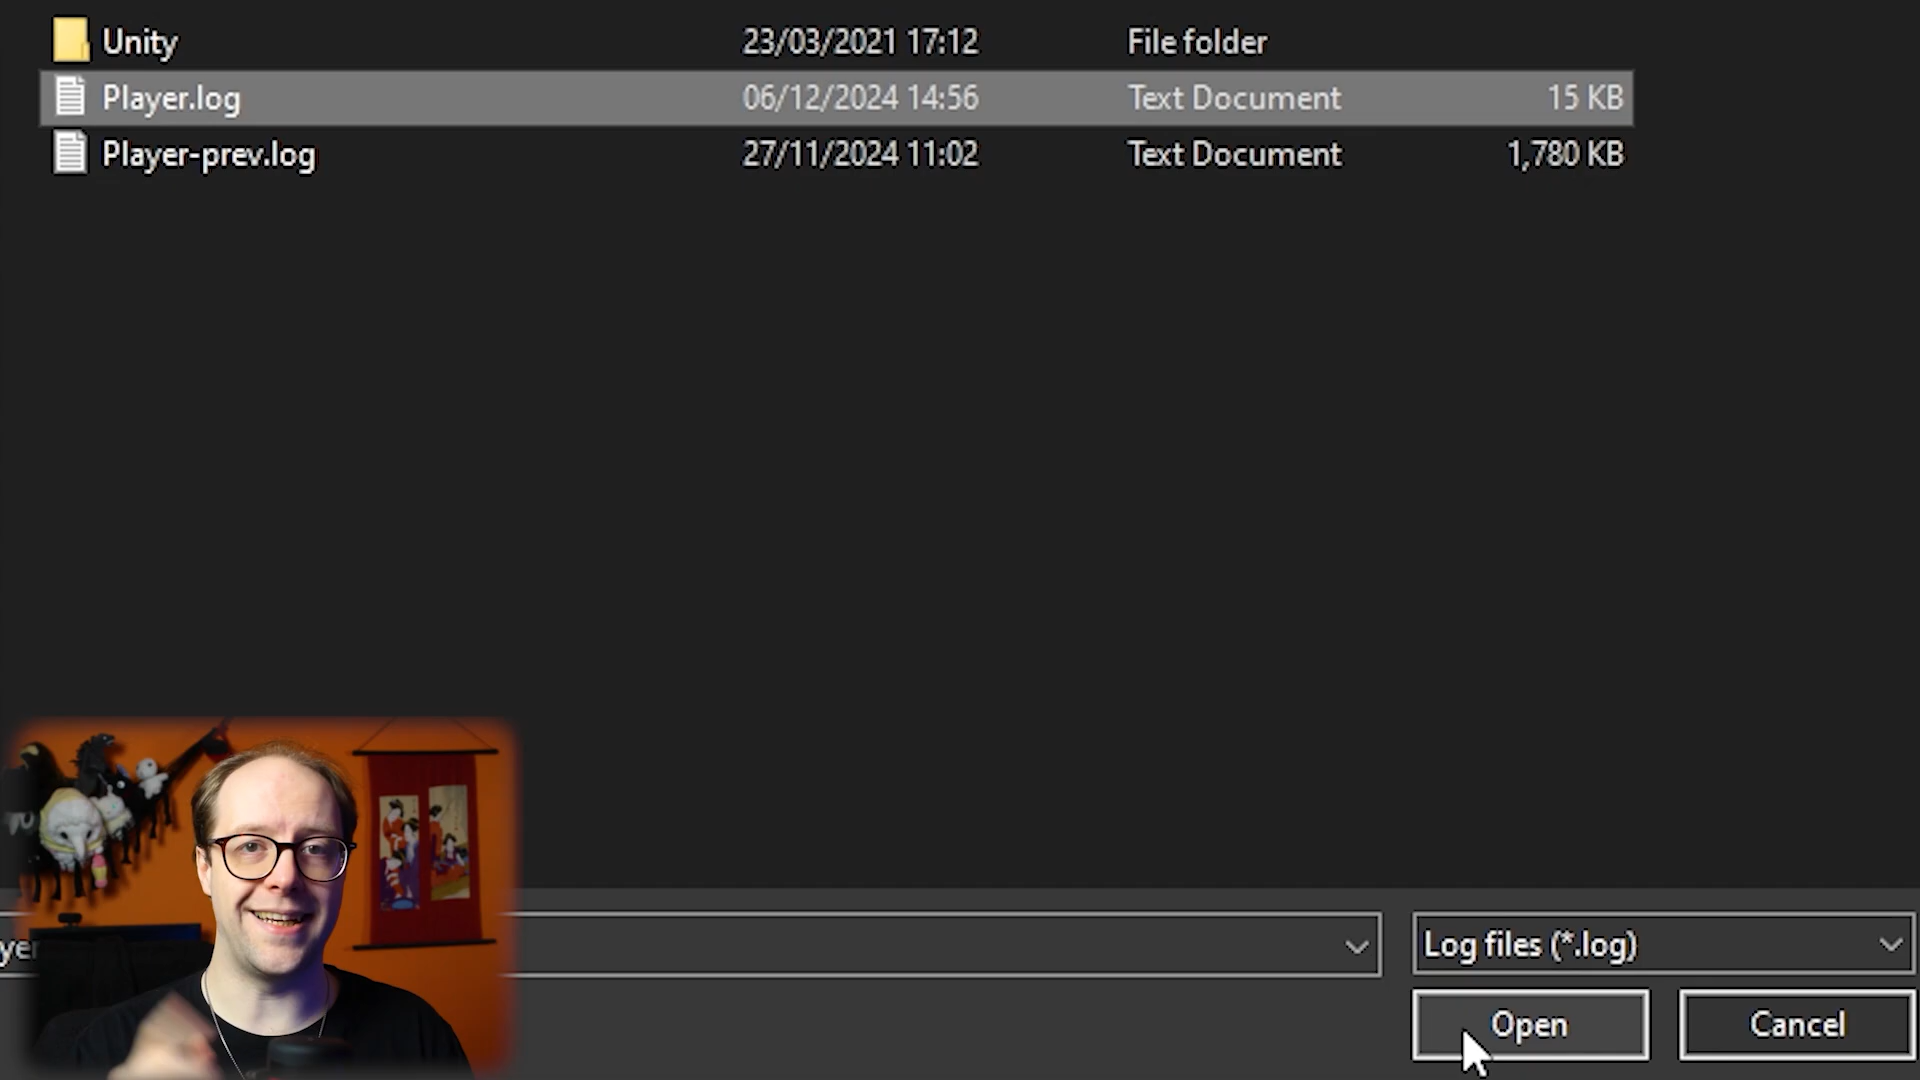 Unity 23/03/2021 17:12 File folder
Player.log 06/12/2024 14:56 Text Document 15 KB
Player-prev.log 27/11/2024 11:02 Text Document 1,780 KB
Log files (*.log)
Open Cancel